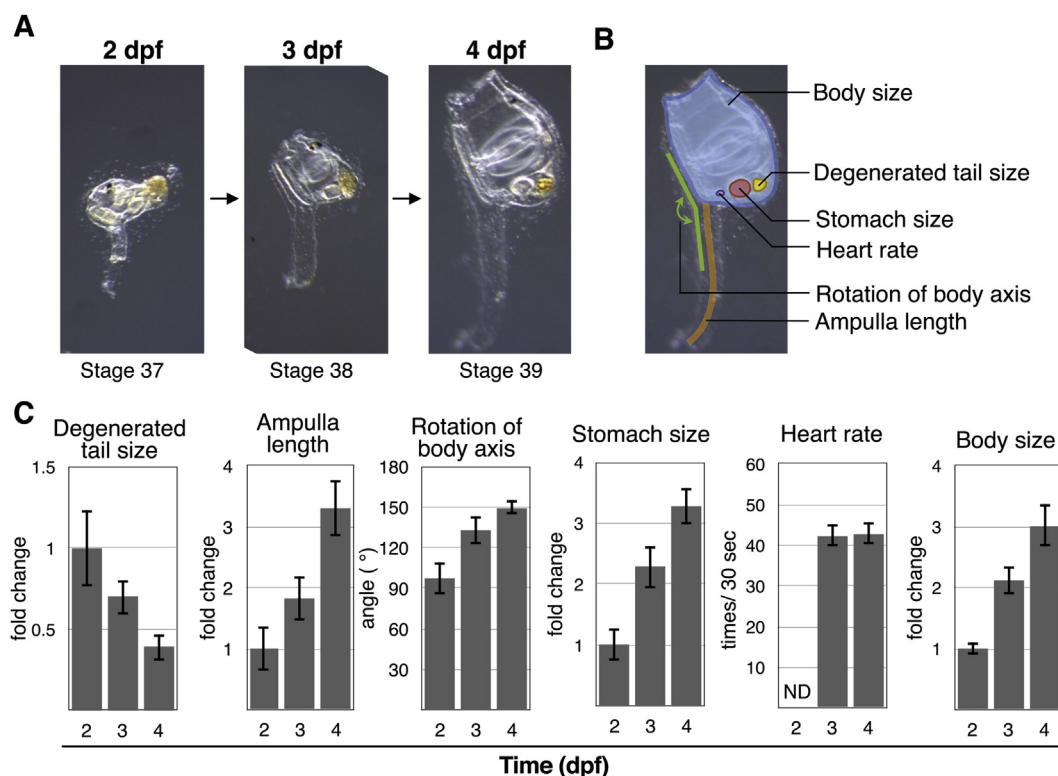 A
2 dpf
3 dpf
4 dpf
Stage 37
Stage 38
Stage 39
B
Body size
Degenerated tail size
Stomach size
Heart rate
Rotation of body axis
Ampulla length
C
Degenerated
tail size
fold change
1.5
1
0.5
2 3 4
Ampulla
length
fold change
4
3
2
1
2 3 4
Rotation of
body axis
angle ( °)
180
150
120
90
60
30
2 3 4
Stomach size
fold change
4
3
2
1
2 3 4
Heart rate
times/ 30 sec
60
50
40
30
20
10
ND
2 3 4
Body size
fold change
4
3
2
1
2 3 4
Time (dpf)